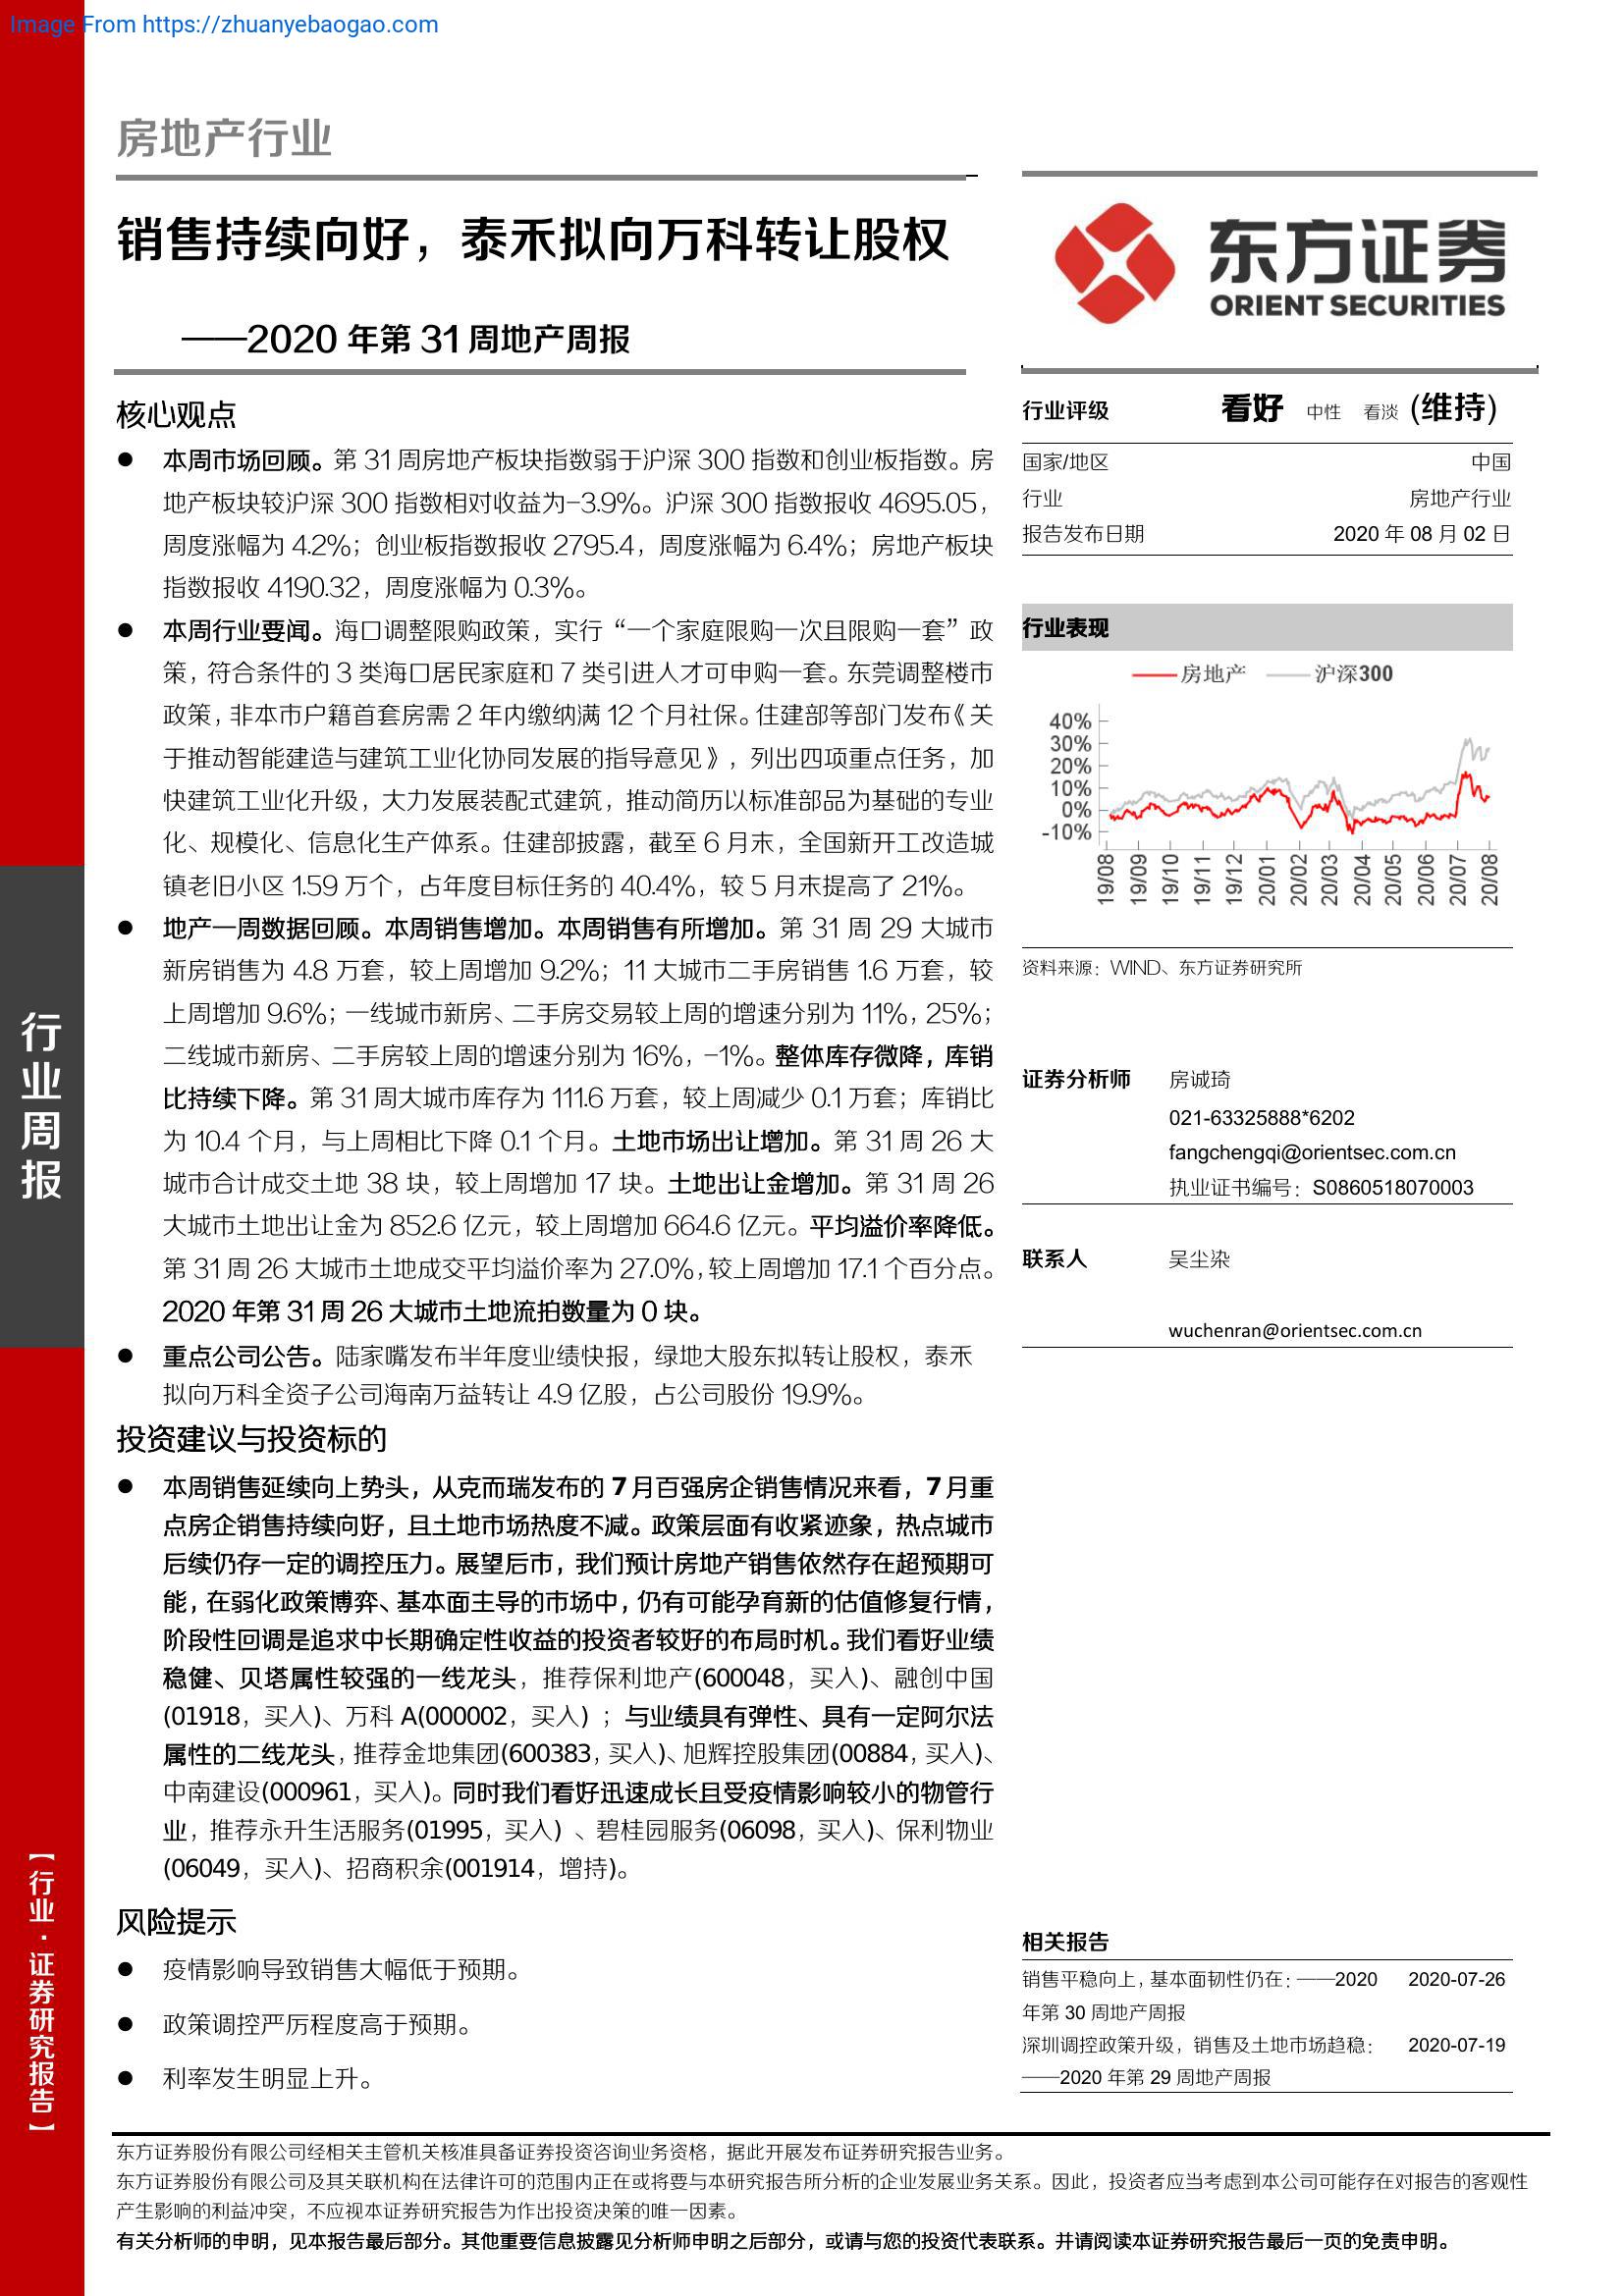 Image From https://zhuanyebaogao.com
房地产行业
销售持续向好，泰禾拟向万科转让股权
——2020 年第 31 周地产周报
核心观点
● 本周市场回顾。第 31 周房地产板块指数弱于沪深 300 指数和创业板指数。房
地产板块较沪深 300 指数相对收益为-3.9%。沪深 300 指数报收 4695.05，
周度涨幅为 4.2%；创业板指数报收 2795.4，周度涨幅为 6.4%；房地产板块
指数报收 4190.32，周度涨幅为 0.3%。
● 本周行业要闻。海口调整限购政策，实行“一个家庭限购一次且限购一套”政
策，符合条件的 3 类海口居民家庭和 7 类引进人才可申购一套。东莞调整楼市
政策，非本市户籍首套房需 2 年内缴纳满 12 个月社保。住建部等部门发布《关
于推动智能建造与建筑工业化协同发展的指导意见》，列出四项重点任务，加
快建筑工业化升级，大力发展装配式建筑，推动简历以标准部品为基础的专业
化、规模化、信息化生产体系。住建部披露，截至 6 月末，全国新开工改造城
镇老旧小区 1.59 万个，占年度目标任务的 40.4%，较 5 月末提高了 21%。
● 地产一周数据回顾。本周销售增加。本周销售有所增加。第 31 周 29 大城市
新房销售为 4.8 万套，较上周增加 9.2%；11 大城市二手房销售 1.6 万套，较
上周增加 9.6%；一线城市新房、二手房交易较上周的增速分别为 11%，25%；
二线城市新房、二手房较上周的增速分别为 16%，-1%。整体库存微降，库销
比持续下降。第 31 周大城市库存为 111.6 万套，较上周减少 0.1 万套；库销比
为 10.4 个月，与上周相比下降 0.1 个月。土地市场出让增加。第 31 周 26 大
城市合计成交土地 38 块，较上周增加 17 块。土地出让金增加。第 31 周 26
大城市土地出让金为 852.6 亿元，较上周增加 664.6 亿元。平均溢价率降低。
第 31 周 26 大城市土地成交平均溢价率为 27.0%，较上周增加 17.1 个百分点。
2020 年第 31 周 26 大城市土地流拍数量为 0 块。
● 重点公司公告。陆家嘴发布半年度业绩快报，绿地大股东拟转让股权，泰禾
拟向万科全资子公司海南万益转让 4.9 亿股，占公司股份 19.9%。
投资建议与投资标的
● 本周销售延续向上势头，从克而瑞发布的 7 月百强房企销售情况来看，7 月重
点房企销售持续向好，且土地市场热度不减。政策层面有收紧迹象，热点城市
后续仍存一定的调控压力。展望后市，我们预计房地产销售依然存在超预期可
能，在弱化政策博弈、基本面主导的市场中，仍有可能孕育新的估值修复行情，
阶段性回调是追求中长期确定性收益的投资者较好的布局时机。我们看好业绩
稳健、贝塔属性较强的一线龙头，推荐保利地产(600048，买入)、融创中国
(01918，买入)、万科 A(000002，买入) ；与业绩具有弹性、具有一定阿尔法
属性的二线龙头，推荐金地集团(600383，买入)、旭辉控股集团(00884，买入)、
中南建设(000961，买入)。同时我们看好迅速成长且受疫情影响较小的物管行
业，推荐永升生活服务(01995，买入) 、碧桂园服务(06098，买入)、保利物业
(06049，买入)、招商积余(001914，增持)。
风险提示
● 疫情影响导致销售大幅低于预期。
● 政策调控严厉程度高于预期。
● 利率发生明显上升。
东方证券
ORIENT SECURITIES
行业评级 看好 中性 看淡 (维持)
国家/地区 中国
行业 房地产行业
报告发布日期 2020 年 08 月 02 日
行业表现
房地产 沪深300
40%
30%
20%
10%
0%
-10%
19/08 19/09 19/10 19/11 19/12 20/01 20/02 20/03 20/04 20/05 20/06 20/07 20/08
资料来源：WIND、东方证券研究所
证券分析师 房诚琦
021-63325888*6202
fangchengqi@orientsec.com.cn
执业证书编号：S0860518070003
联系人 吴尘染
wuchenran@orientsec.com.cn
相关报告
销售平稳向上，基本面韧性仍在：——2020 2020-07-26
年第 30 周地产周报
深圳调控政策升级，销售及土地市场趋稳： 2020-07-19
——2020 年第 29 周地产周报
行业周报
【行业·证券研究报告】
东方证券股份有限公司经相关主管机关核准具备证券投资咨询业务资格，据此开展发布证券研究报告业务。
东方证券股份有限公司及其关联机构在法律许可的范围内正在或将要与本研究报告所分析的企业发展业务关系。因此，投资者应当考虑到本公司可能存在对报告的客观性
产生影响的利益冲突，不应视本证券研究报告为作出投资决策的唯一因素。
有关分析师的申明，见本报告最后部分。其他重要信息披露见分析师申明之后部分，或请与您的投资代表联系。并请阅读本证券研究报告最后一页的免责申明。